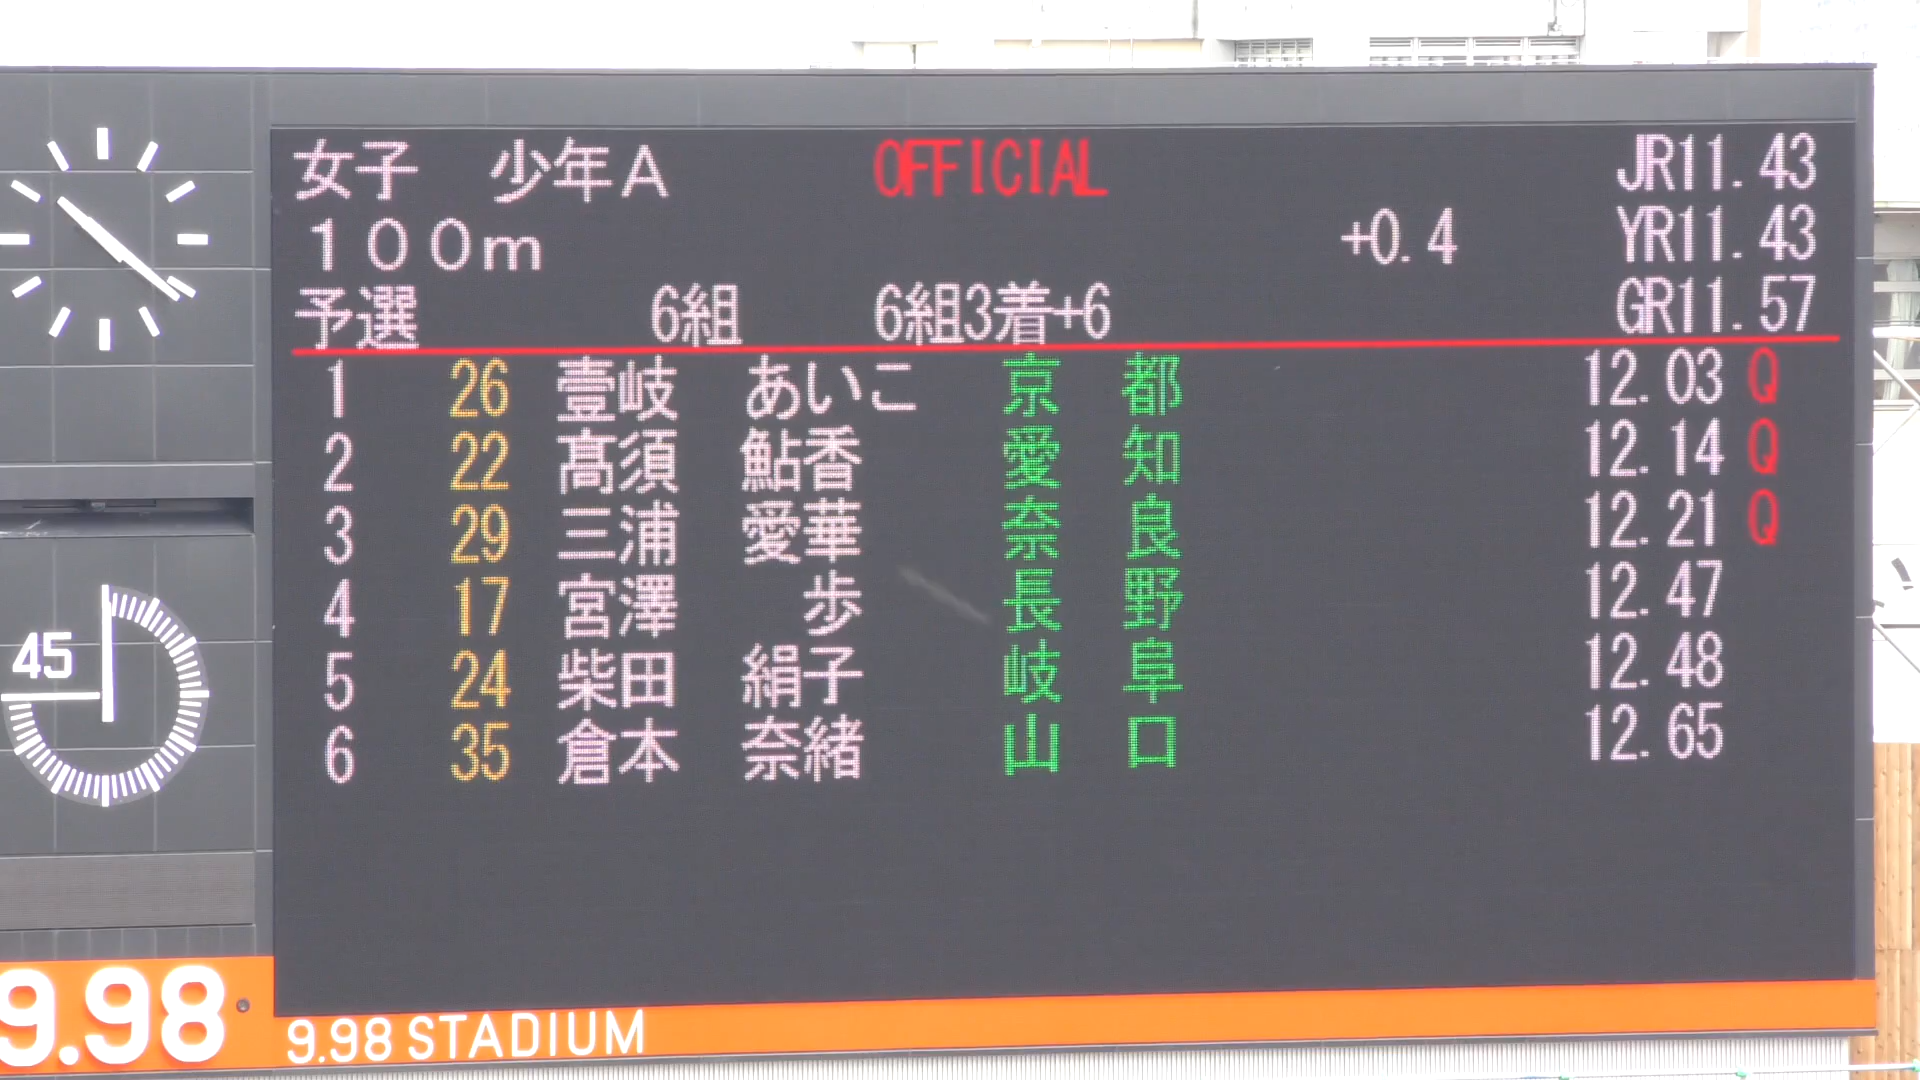 女子 少年A OFFICIAL JR11.43
100m +0.4 YR11.43
予選 6組 6組3着+6 GR11.57
1 26 壹岐 あいこ 京都 12.03 Q
2 22 髙須 鮎香 愛知 12.14 Q
3 29 三浦 愛華 奈良 12.21 Q
4 17 宮澤 歩 長野 12.47
5 24 柴田 絹子 岐阜 12.48
6 35 倉本 奈緒 山口 12.65
45
9.98
9.98 STADIUM